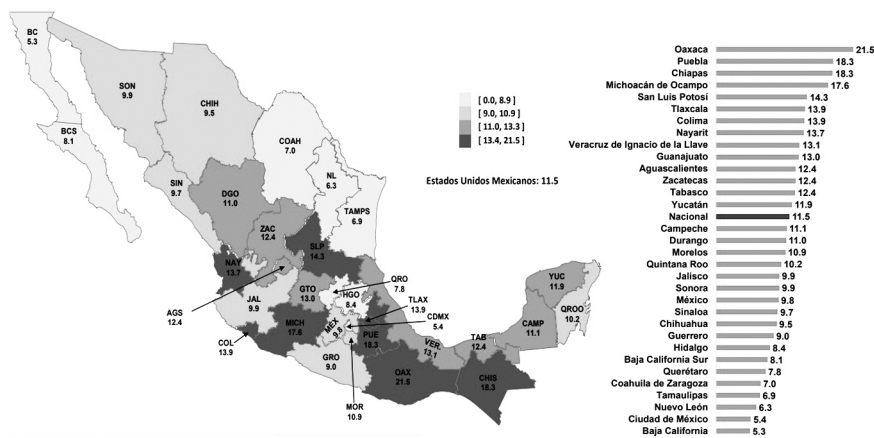 BC
5.3
SON
9.9
CHIH
9.5
BCS
8.1
COAH
7.0
SIN
9.7
DGO
11.0
NL
6.3
TAMPS
6.9
ZAC
12.4
SLP
14.3
NAY
13.7
AGS
12.4
JAL
9.9
GTO
13.0
QRO
7.8
HGO
8.4
TLAX
13.9
CDMX
5.4
COL
13.9
MICH
17.6
MEX
9.8
PUE
18.3
VER.
13.1
GRO
9.0
MOR
10.9
OAX
21.5
TAB
12.4
CHIS
18.3
CAMP
11.1
YUC
11.9
QROO
10.2
[ 0.0, 8.9 ]
[ 9.0, 10.9 ]
[ 11.0, 13.3 ]
[ 13.4, 21.5 ]
Estados Unidos Mexicanos: 11.5
Oaxaca 21.5
Puebla 18.3
Chiapas 18.3
Michoacán de Ocampo 17.6
San Luis Potosí 14.3
Tlaxcala 13.9
Colima 13.9
Nayarit 13.7
Veracruz de Ignacio de la Llave 13.1
Guanajuato 13.0
Aguascalientes 12.4
Zacatecas 12.4
Tabasco 12.4
Yucatán 11.9
Nacional 11.5
Campeche 11.1
Durango 11.0
Morelos 10.9
Quintana Roo 10.2
Jalisco 9.9
Sonora 9.9
México 9.8
Sinaloa 9.7
Chihuahua 9.5
Guerrero 9.0
Hidalgo 8.4
Baja California Sur 8.1
Querétaro 7.8
Coahuila de Zaragoza 7.0
Tamaulipas 6.9
Nuevo León 6.3
Ciudad de México 5.4
Baja California 5.3